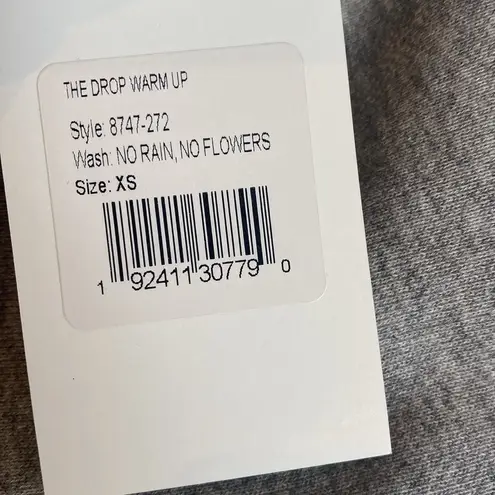 THE DROP WARM UP
Style: 8747-272
Wash: NO RAIN, NO FLOWERS
Size: XS
1 92411 30779 0